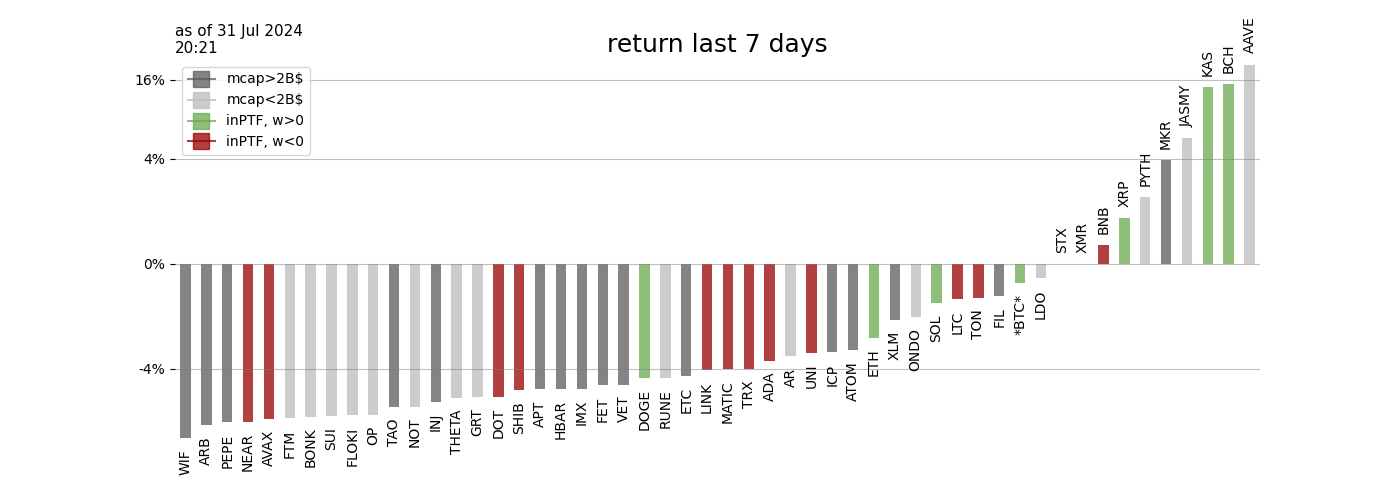 as of 31 Jul 2024
20:21
return last 7 days
mcap>2B$
mcap<2B$
inPTF, w>0
inPTF, w<0
16%
4%
0%
-4%
WIF
ARB
PEPE
NEAR
AVAX
FTM
BONK
SUI
FLOKI
OP
TAO
NOT
INJ
THETA
GRT
DOT
SHIB
APT
HBAR
IMX
FET
VET
DOGE
RUNE
ETC
LINK
MATIC
TRX
ADA
AR
UNI
ICP
ATOM
ETH
XLM
ONDO
SOL
LTC
TON
FIL
*BTC*
LDO
STX
XMR
BNB
XRP
PYTH
MKR
JASMY
KAS
BCH
AAVE